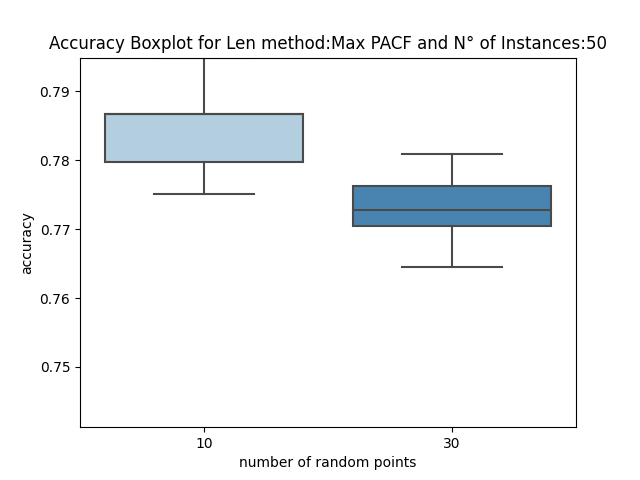 Accuracy Boxplot for Len method:Max PACF and N° of Instances:50
0.79
0.78
0.77
0.76
0.75
accuracy
10 30
number of random points